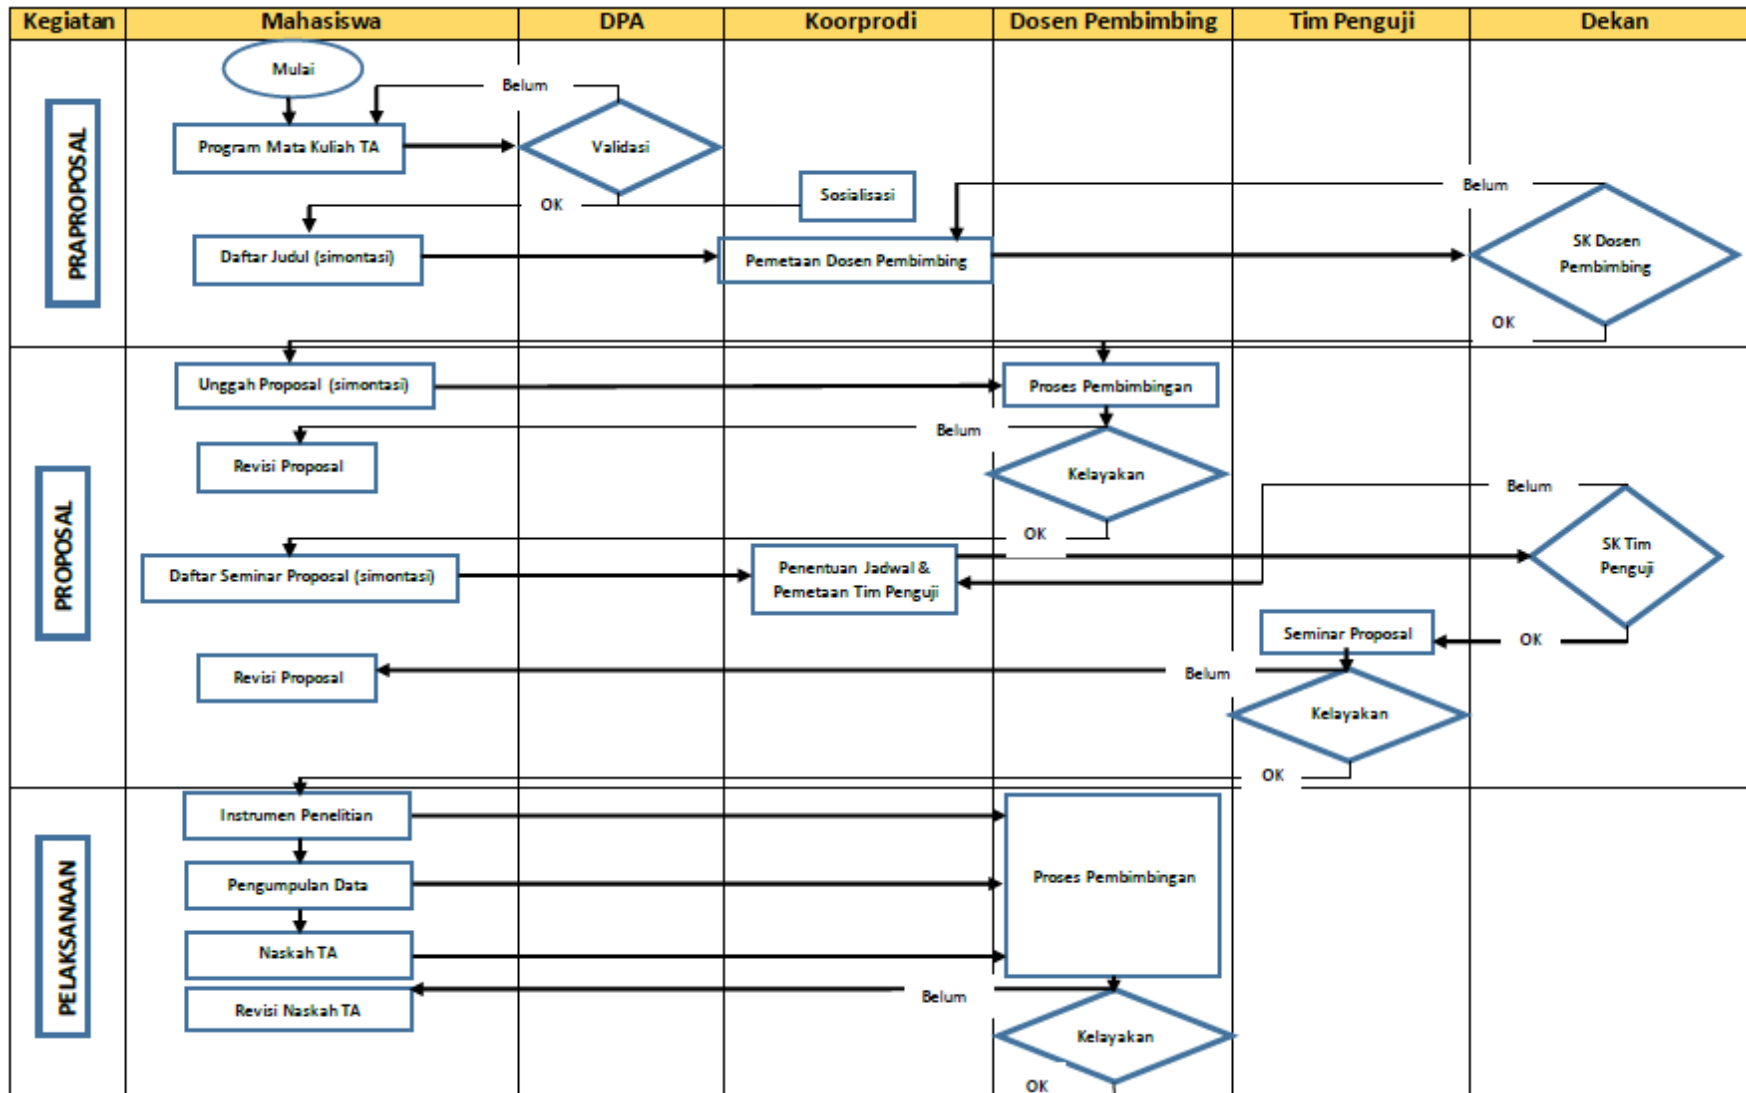 Kegiatan Mahasiswa DPA Koorprodi Dosen Pembimbing Tim Penguji Dekan
PRAPROPOSAL
Mulai
Belum
Program Mata Kuliah TA
Validasi
Sosialisasi
Belum
OK
Daftar Judul (simontasi)
Pemetaan Dosen Pembimbing
SK Dosen
Pembimbing
OK
PROPOSAL
Unggah Proposal (simontasi)
Proses Pembimbingan
Belum
Revisi Proposal
Kelayakan
Belum
OK
Daftar Seminar Proposal (simontasi)
Penentuan Jadwal &
Pemetaan Tim Penguji
SK Tim
Penguji
Seminar Proposal
OK
Revisi Proposal
Belum
Kelayakan
OK
PELAKSANAAN
Instrumen Penelitian
Pengumpulan Data
Proses Pembimbingan
Naskah TA
Belum
Revisi Naskah TA
Kelayakan
OK